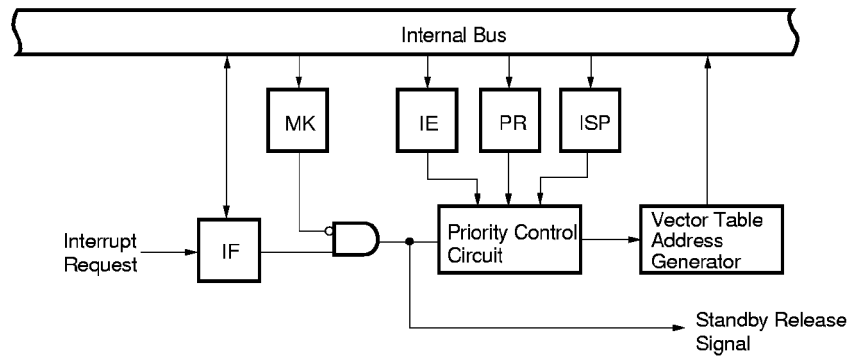 Internal Bus
MK
IE
PR
ISP
Interrupt
Request
IF
Priority Control
Circuit
Vector Table
Address
Generator
Standby Release
Signal